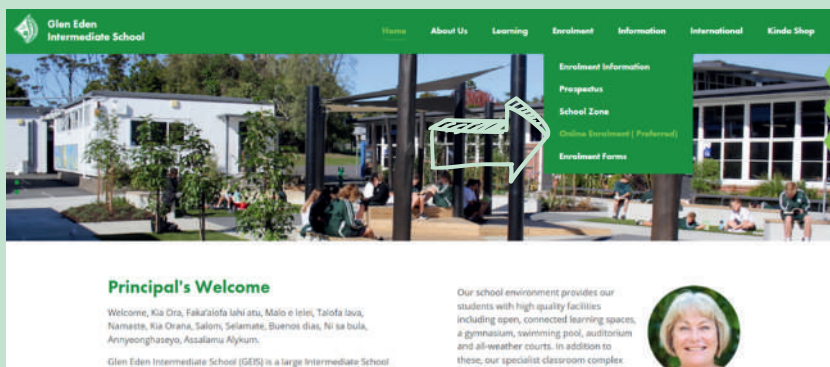 Glen Eden
Intermediate School
Home About Us Learning Enrolment Information International Kindo Shop
Enrolment Information
Prospectus
School Zone
Online Enrolment ( Preferred)
Enrolment Forms
Principal's Welcome
Welcome, Kia Ora, Faka'alofa lahi atu, Malo e lelei, Talofa lava,
Namaste, Kia Orana, Salom, Selamate, Buenos dias, Ni sa bula,
Annyeonghaseyo, Assalamu Alykum.
Glen Eden Intermediate School (GEIS) is a large Intermediate School
Our school environment provides our
students with high quality facilities
including open, connected learning spaces,
a gymnasium, swimming pool, auditorium
and all-weather courts. In addition to
these, our specialist classroom complex